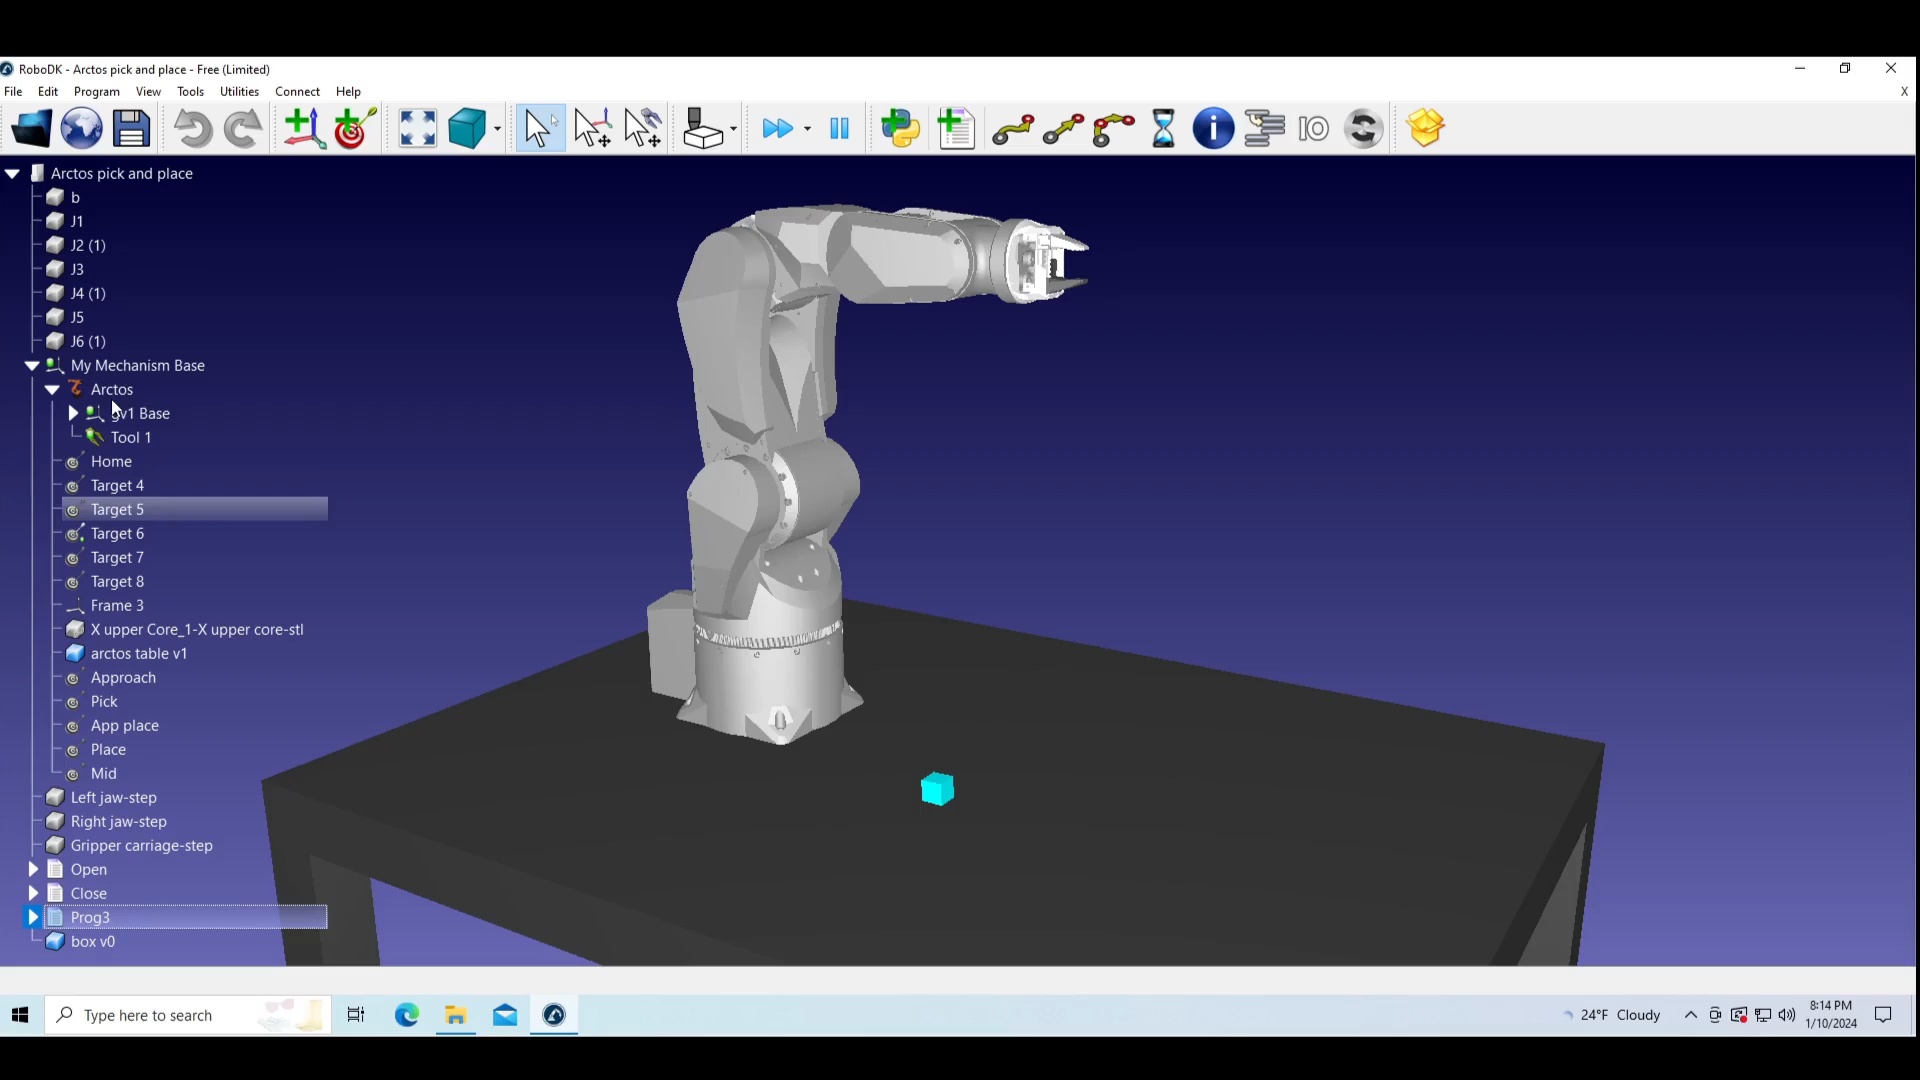 RoboDK - Arctos pick and place - Free (Limited)
File Edit Program View Tools Utilities Connect Help X
IO
Arctos pick and place
b
J1
J2 (1)
J3
J4 (1)
J5
J6 (1)
My Mechanism Base
Arctos
gv1 Base
Tool 1
Home
Target 4
Target 5
Target 6
Target 7
Target 8
Frame 3
X upper Core_1-X upper core-stl
arctos table v1
Approach
Pick
App place
Place
Mid
Left jaw-step
Right jaw-step
Gripper carriage-step
Open
Close
Prog3
box v0
Type here to search
24°F Cloudy
8:14 PM
1/10/2024